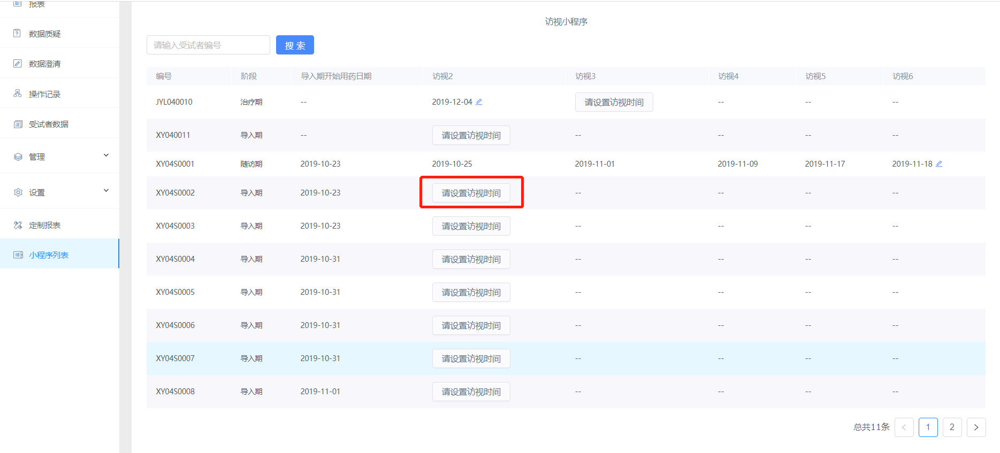 报表
数据质疑
数据澄清
操作记录
受试者数据
管理
设置
定制报表
小程序列表
访视小程序
请输入受试者编号 搜 索
编号 阶段 导入期开始用药日期 访视2 访视3 访视4 访视5 访视6
JYL040010 治疗期 -- 2019-12-04 请设置访视时间 -- -- --
XY040011 导入期 -- 请设置访视时间 -- -- -- --
XY04S0001 随访期 2019-10-23 2019-10-25 2019-11-01 2019-11-09 2019-11-17 2019-11-18
XY04S0002 导入期 2019-10-23 请设置访视时间 -- -- -- --
XY04S0003 导入期 2019-10-23 请设置访视时间 -- -- -- --
XY04S0004 导入期 2019-10-31 请设置访视时间 -- -- -- --
XY04S0005 导入期 2019-10-31 请设置访视时间 -- -- -- --
XY04S0006 导入期 2019-10-31 请设置访视时间 -- -- -- --
XY04S0007 导入期 2019-10-31 请设置访视时间 -- -- -- --
XY04S0008 导入期 2019-11-01 请设置访视时间 -- -- -- --
总共11条 < 1 2 >